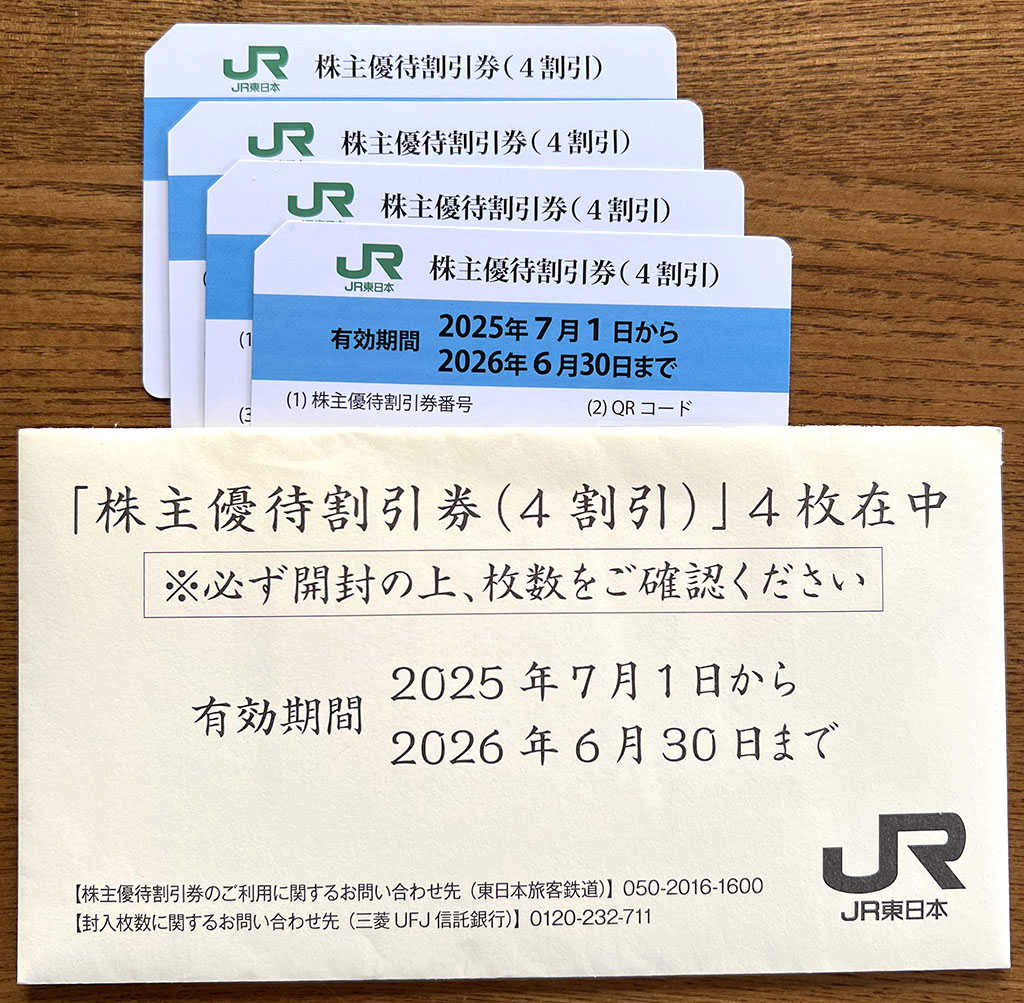 JR 株主優待割引券(4割引)
JR東日本
JR 株主優待割引券(4割引)
JR 株主優待割引券(4割引)
JR 株主優待割引券(4割引)
JR東日本
有効期間 2025年7月1日から
2026年6月30日まで
(1) 株主優待割引券番号 (2) QRコード
(1
(3
「株主優待割引券(4割引)」4枚在中
※必ず開封の上、枚数をご確認ください
有効期間 2025年7月1日から
2026年6月30日まで
JR
JR東日本
【株主優待割引券のご利用に関するお問い合わせ先(東日本旅客鉄道)】050-2016-1600
【封入枚数に関するお問い合わせ先(三菱UFJ信託銀行)】0120-232-711